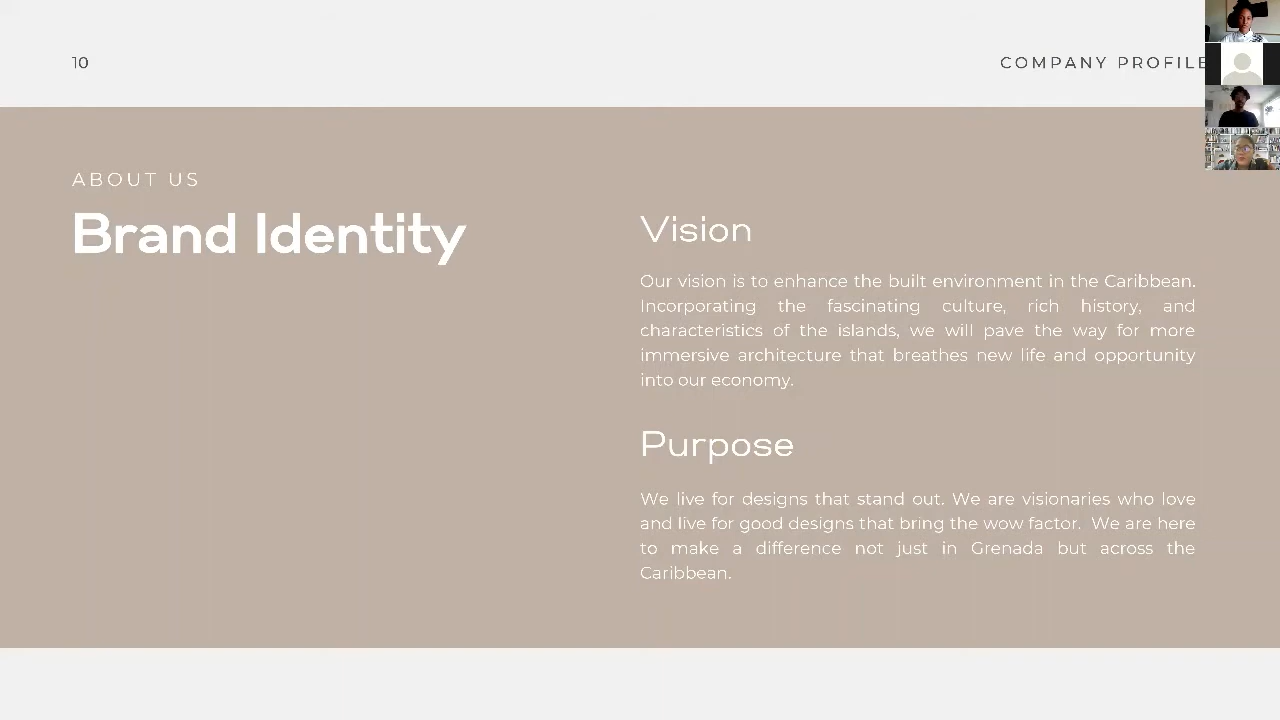 10
COMPANY PROFILE
ABOUT US
Brand Identity
Vision
Our vision is to enhance the built environment in the Caribbean.
Incorporating the fascinating culture, rich history, and
characteristics of the islands, we will pave the way for more
immersive architecture that breathes new life and opportunity
into our economy.
Purpose
We live for designs that stand out. We are visionaries who love
and live for good designs that bring the wow factor. We are here
to make a difference not just in Grenada but across the
Caribbean.